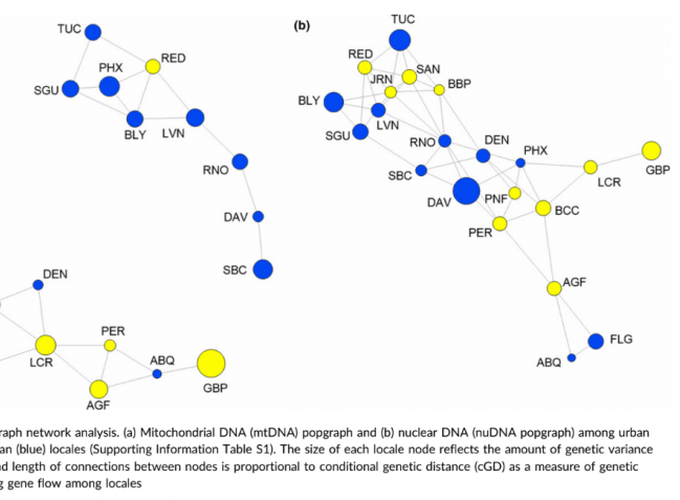 TUC
RED
PHX
SGU
BLY
LVN
RNO
DAV
SBC
DEN
LCR
PER
ABQ
AGF
GBP
(b)
TUC
RED
SAN
JRN
BBP
BLY
LVN
SGU
RNO
DEN
PHX
SBC
LCR
GBP
DAV
PNF
BCC
PER
AGF
FLG
ABQ
raph network analysis. (a) Mitochondrial DNA (mtDNA) popgraph and (b) nuclear DNA (nuDNA popgraph) among urban
an (blue) locales (Supporting Information Table S1). The size of each locale node reflects the amount of genetic variance
d length of connections between nodes is proportional to conditional genetic distance (cGD) as a measure of genetic
g gene flow among locales